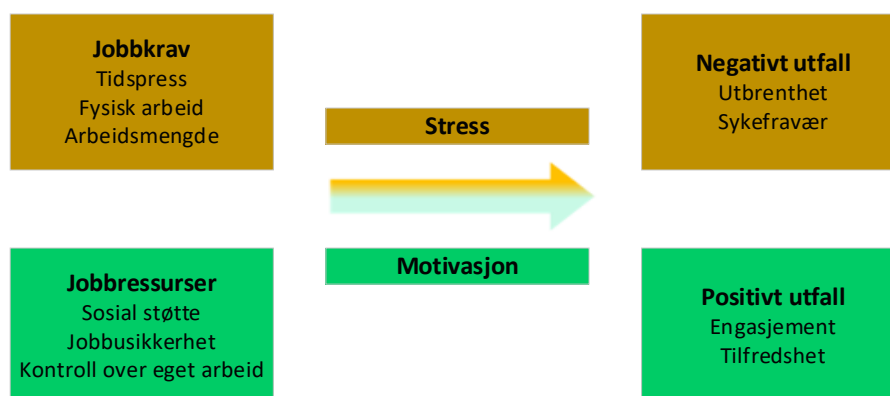 Jobbkrav
Tidspress
Fysisk arbeid
Arbeidsmengde
Stress
Negativt utfall
Utbrenthet
Sykefravær
Jobbressurser
Sosial støtte
Jobbusikkerhet
Kontroll over eget arbeid
Motivasjon
Positivt utfall
Engasjement
Tilfredshet